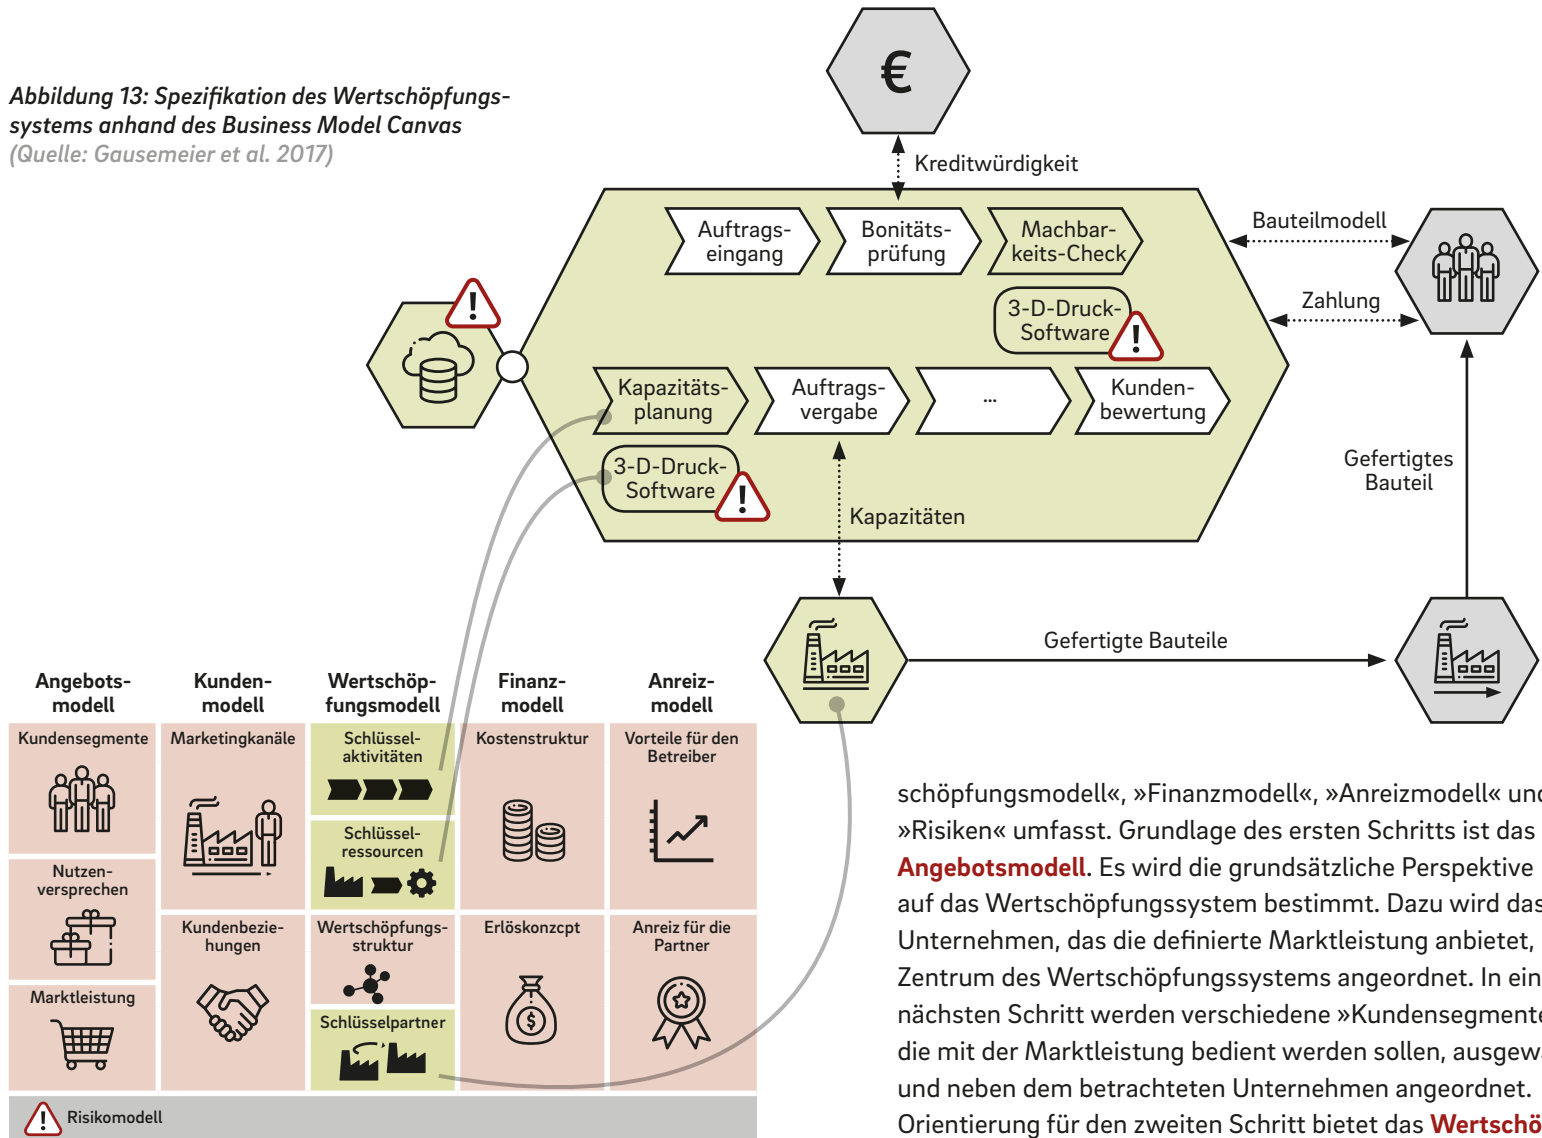 Abbildung 13: Spezifikation des Wertschöpfungs-
systems anhand des Business Model Canvas
(Quelle: Gausemeier et al. 2017)
€
Kreditwürdigkeit
Auftrags-
eingang
Bonitäts-
prüfung
Machbar-
keits-Check
Bauteilmodell
Zahlung
3-D-Druck-
Software
!
!
Kapazitäts-
planung
Auftrags-
vergabe
...
Kunden-
bewertung
3-D-Druck-
Software
!
Kapazitäten
Gefertigtes
Bauteil
Gefertigte Bauteile
Angebots-
modell
Kunden-
modell
Wertschöp-
fungsmodell
Finanz-
modell
Anreiz-
modell
Kundensegmente
Marketingkanäle
Schlüssel-
aktivitäten
Kostenstruktur
Vorteile für den
Betreiber
Schlüssel-
ressourcen
Nutzen-
versprechen
Kundenbezie-
hungen
Wertschöpfungs-
struktur
Erlöskonzcpt
$
Anreiz für die
Partner
Marktleistung
Schlüsselpartner
! Risikomodell
schöpfungsmodell«, »Finanzmodell«, »Anreizmodell« und
»Risiken« umfasst. Grundlage des ersten Schritts ist das
Angebotsmodell. Es wird die grundsätzliche Perspektive
auf das Wertschöpfungssystem bestimmt. Dazu wird das
Unternehmen, das die definierte Marktleistung anbietet,
Zentrum des Wertschöpfungssystems angeordnet. In ein
nächsten Schritt werden verschiedene »Kundensegmente
die mit der Marktleistung bedient werden sollen, ausgewä
und neben dem betrachteten Unternehmen angeordnet.
Orientierung für den zweiten Schritt bietet das Wertschö